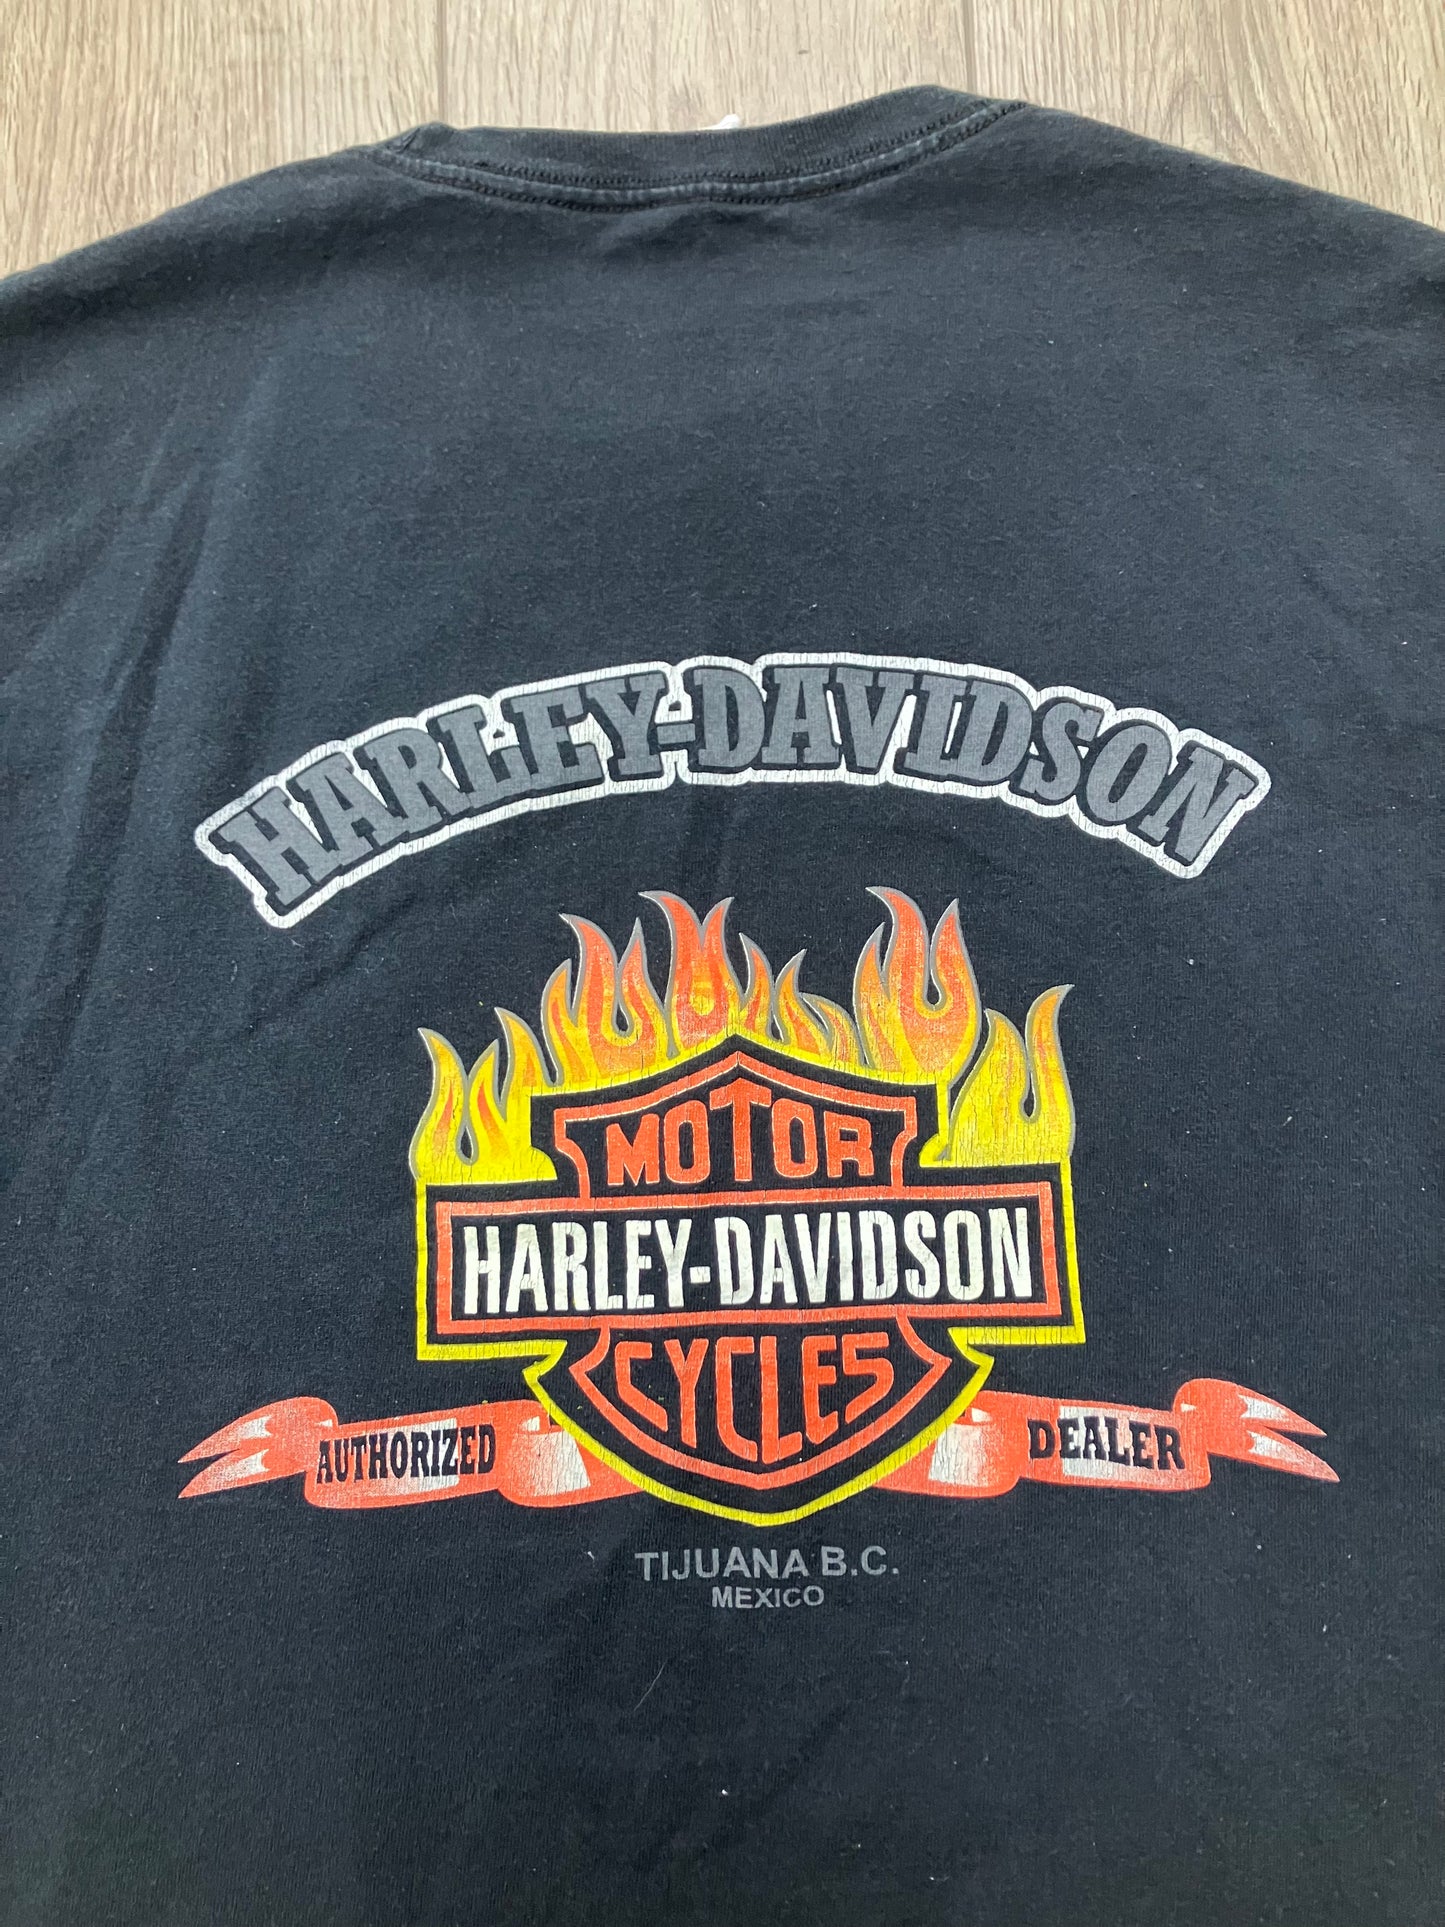 HARLEY-DAVIDSON
MOTOR
HARLEY-DAVIDSON
CYCLES
AUTHORIZED DEALER
TIJUANA B.C.
MEXICO